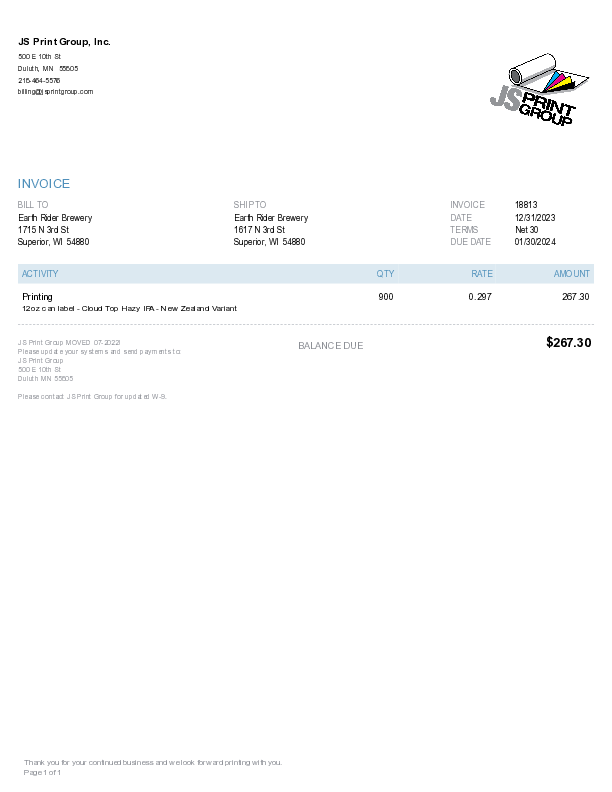 JS Print Group, Inc.
500 E 10th St
Duluth, MN 55805
218-464-5576
billing@jsprintgroup.com
JS PRINT GROUP
INVOICE
BILL TO
Earth Rider Brewery
1715 N 3rd St
Superior, WI 54880
SHIP TO
Earth Rider Brewery
1617 N 3rd St
Superior, WI 54880
INVOICE 18813
DATE 12/31/2023
TERMS Net 30
DUE DATE 01/30/2024
ACTIVITY QTY RATE AMOUNT
Printing 900 0.297 267.30
12oz can label - Cloud Top Hazy IPA - New Zealand Variant
JS Print Group MOVED 07-2022!
Please update your systems and send payments to:
JS Print Group
500 E 10th St
Duluth MN 55805
Please contact JS Print Group for updated W-9.
BALANCE DUE $267.30
Thank you for your continued business and we look forward printing with you.
Page 1 of 1